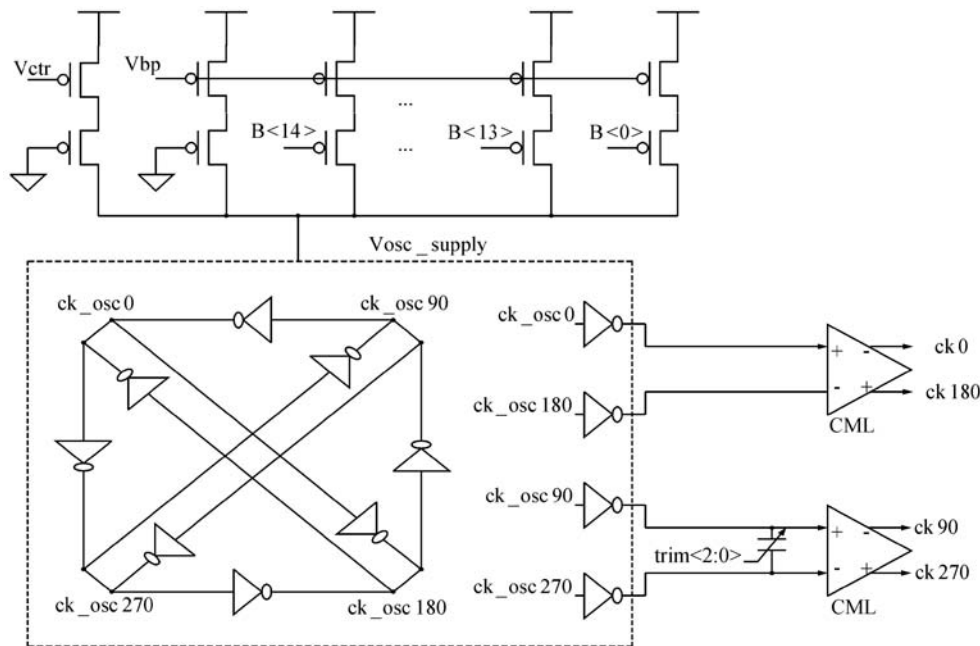 Vctr
Vbp
...
B<14>
...
B<13>
B<0>
Vosc_supply
ck_osc 0
ck_osc 90
ck_osc 270
ck_osc 180
ck_osc 0
ck_osc 180
ck_osc 90
ck_osc 270
trim<2:0>
+ -
- +
CML
ck 0
ck 180
+ -
- +
CML
ck 90
ck 270